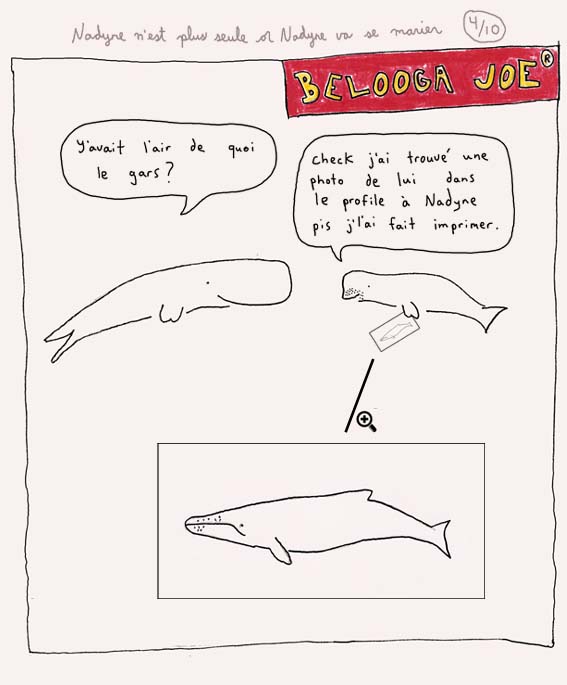 Nadyne n'est plus seule or Nadyne va se marier 4/10
BELOOGA JOE ®
Y'avait l'air de quoi
le gars?
Check j'ai trouvé une
photo de lui dans
le profile à Nadyne
pis j'l'ai fait imprimer.